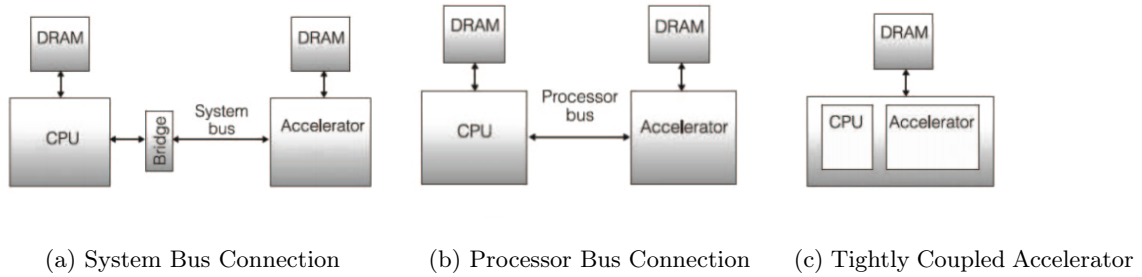 DRAM
DRAM
CPU
Bridge
System
bus
Accelerator
(a) System Bus Connection
DRAM
DRAM
CPU
Processor
bus
Accelerator
(b) Processor Bus Connection
DRAM
CPU
Accelerator
(c) Tightly Coupled Accelerator